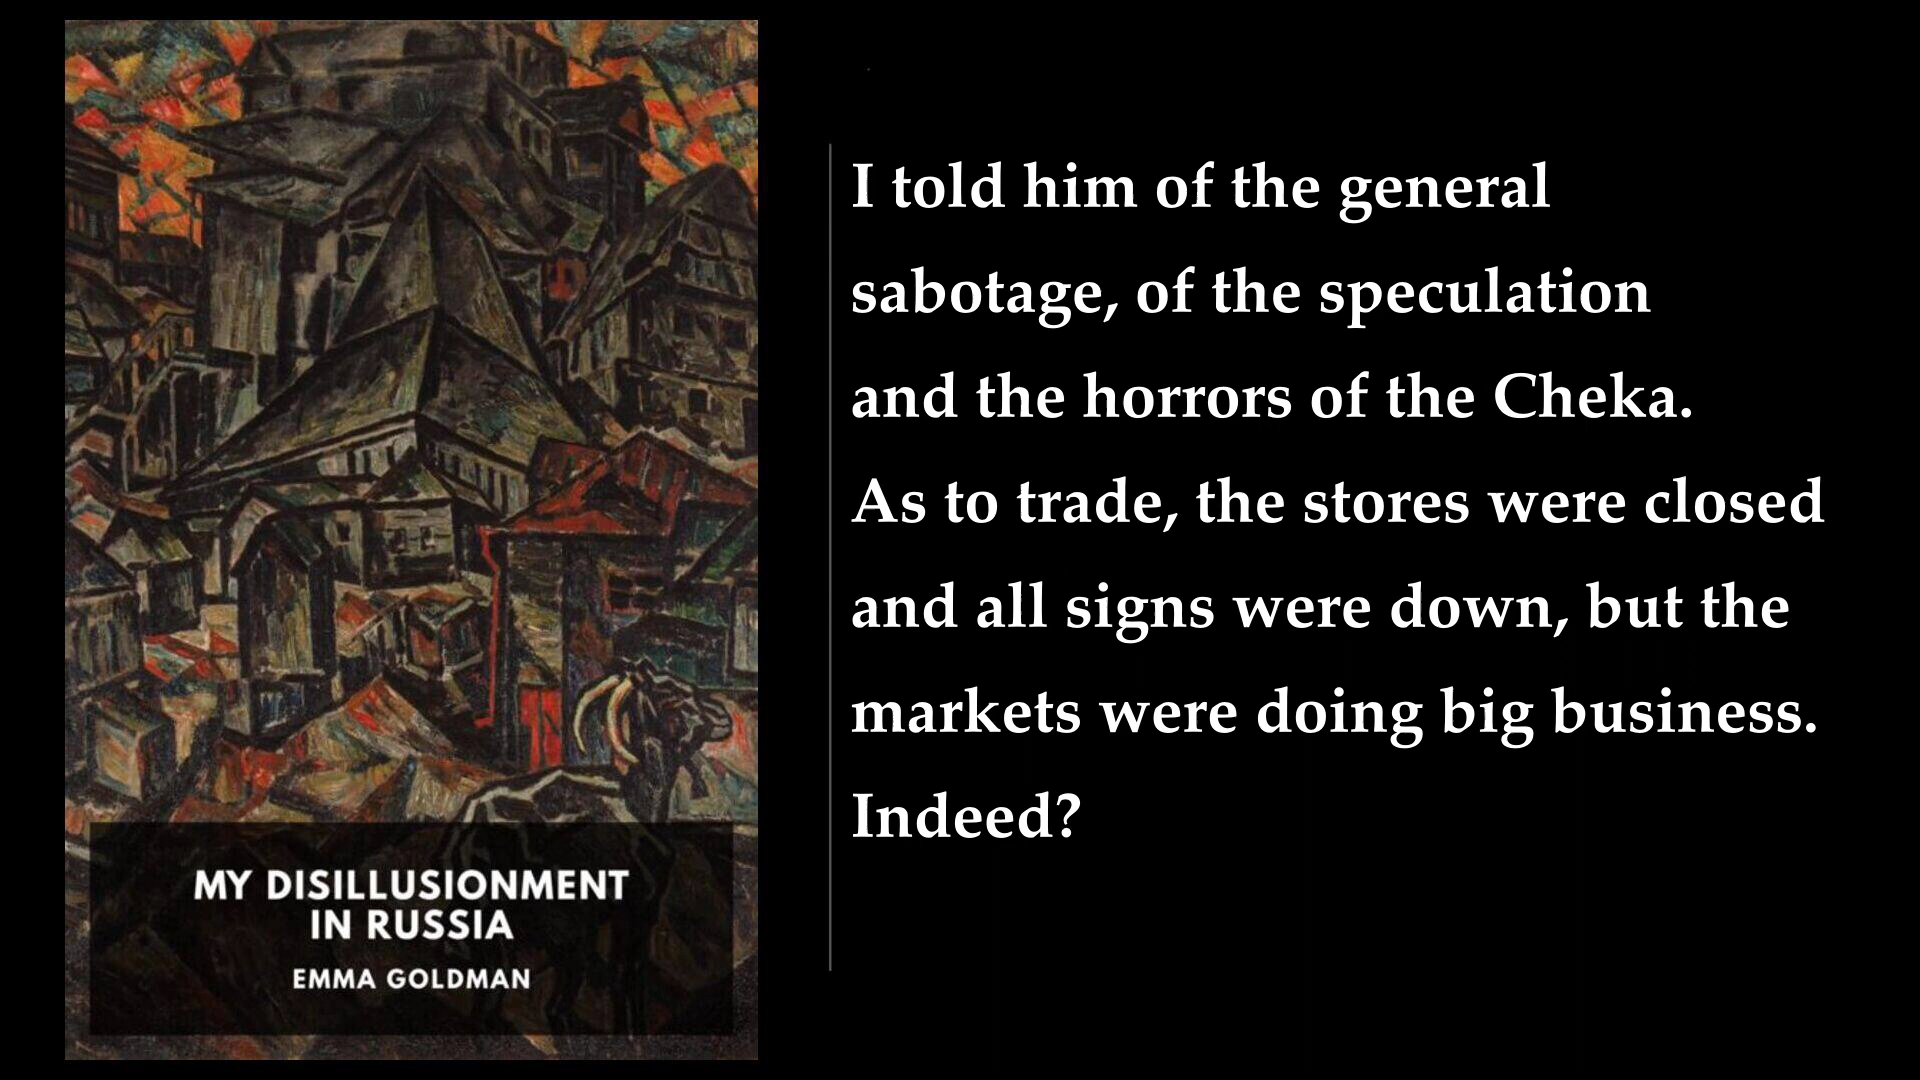 MY DISILLUSIONMENT
IN RUSSIA
EMMA GOLDMAN
I told him of the general
sabotage, of the speculation
and the horrors of the Cheka.
As to trade, the stores were closed
and all signs were down, but the
markets were doing big business.
Indeed?